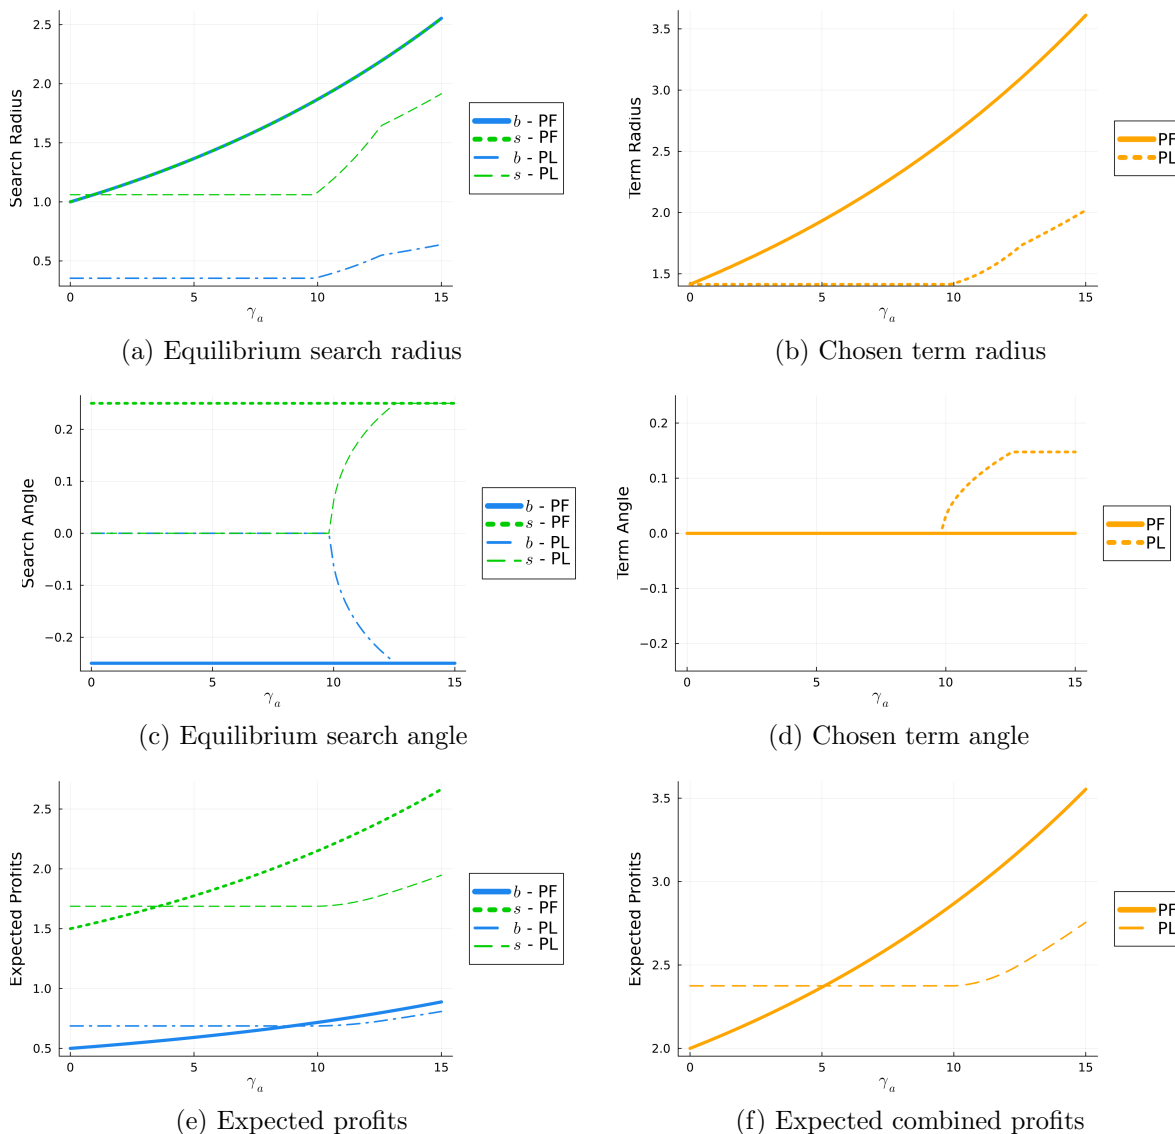 2.5
2.0
1.5
1.0
0.5
Search Radius
0
5
10
15
γ_a
b - PF
s - PF
b - PL
s - PL
(a) Equilibrium search radius
3.5
3.0
2.5
2.0
1.5
Term Radius
0
5
10
15
γ_a
PF
PL
(b) Chosen term radius
0.2
0.1
0.0
−0.1
−0.2
Search Angle
0
5
10
15
γ_a
b - PF
s - PF
b - PL
s - PL
(c) Equilibrium search angle
0.2
0.1
0.0
−0.1
−0.2
Term Angle
0
5
10
15
γ_a
PF
PL
(d) Chosen term angle
2.5
2.0
1.5
1.0
0.5
Expected Profits
0
5
10
15
γ_a
b - PF
s - PF
b - PL
s - PL
(e) Expected profits
3.5
3.0
2.5
2.0
Expected Profits
0
5
10
15
γ_a
PF
PL
(f) Expected combined profits